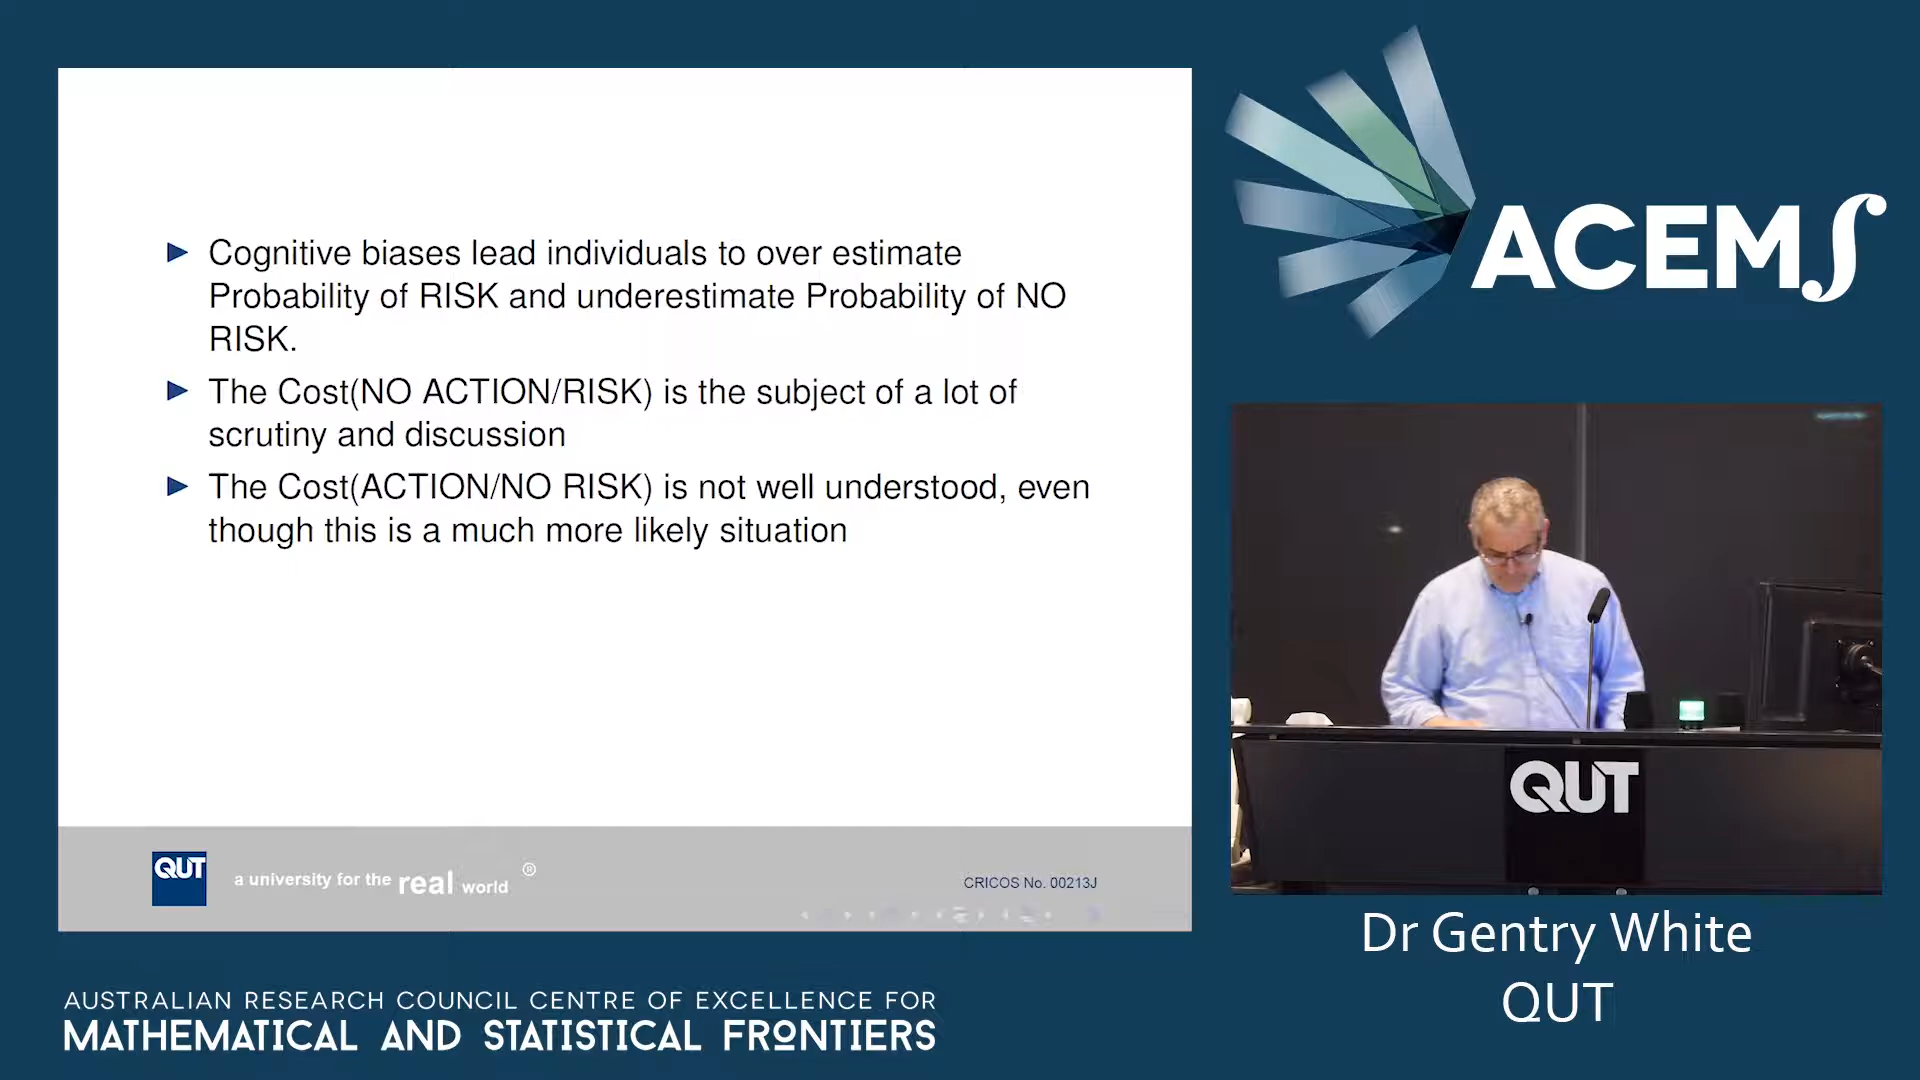 Cognitive biases lead individuals to over estimate
Probability of RISK and underestimate Probability of NO
RISK.
The Cost(NO ACTION/RISK) is the subject of a lot of
scrutiny and discussion
The Cost(ACTION/NO RISK) is not well understood, even
though this is a much more likely situation
QUT
a university for the real world ®
CRICOS No. 00213J
AUSTRALIAN RESEARCH COUNCIL CENTRE OF EXCELLENCE FOR
MATHEMATICAL AND STATISTICAL FRONTIERS
ACEMS
QUT
Dr Gentry White
QUT